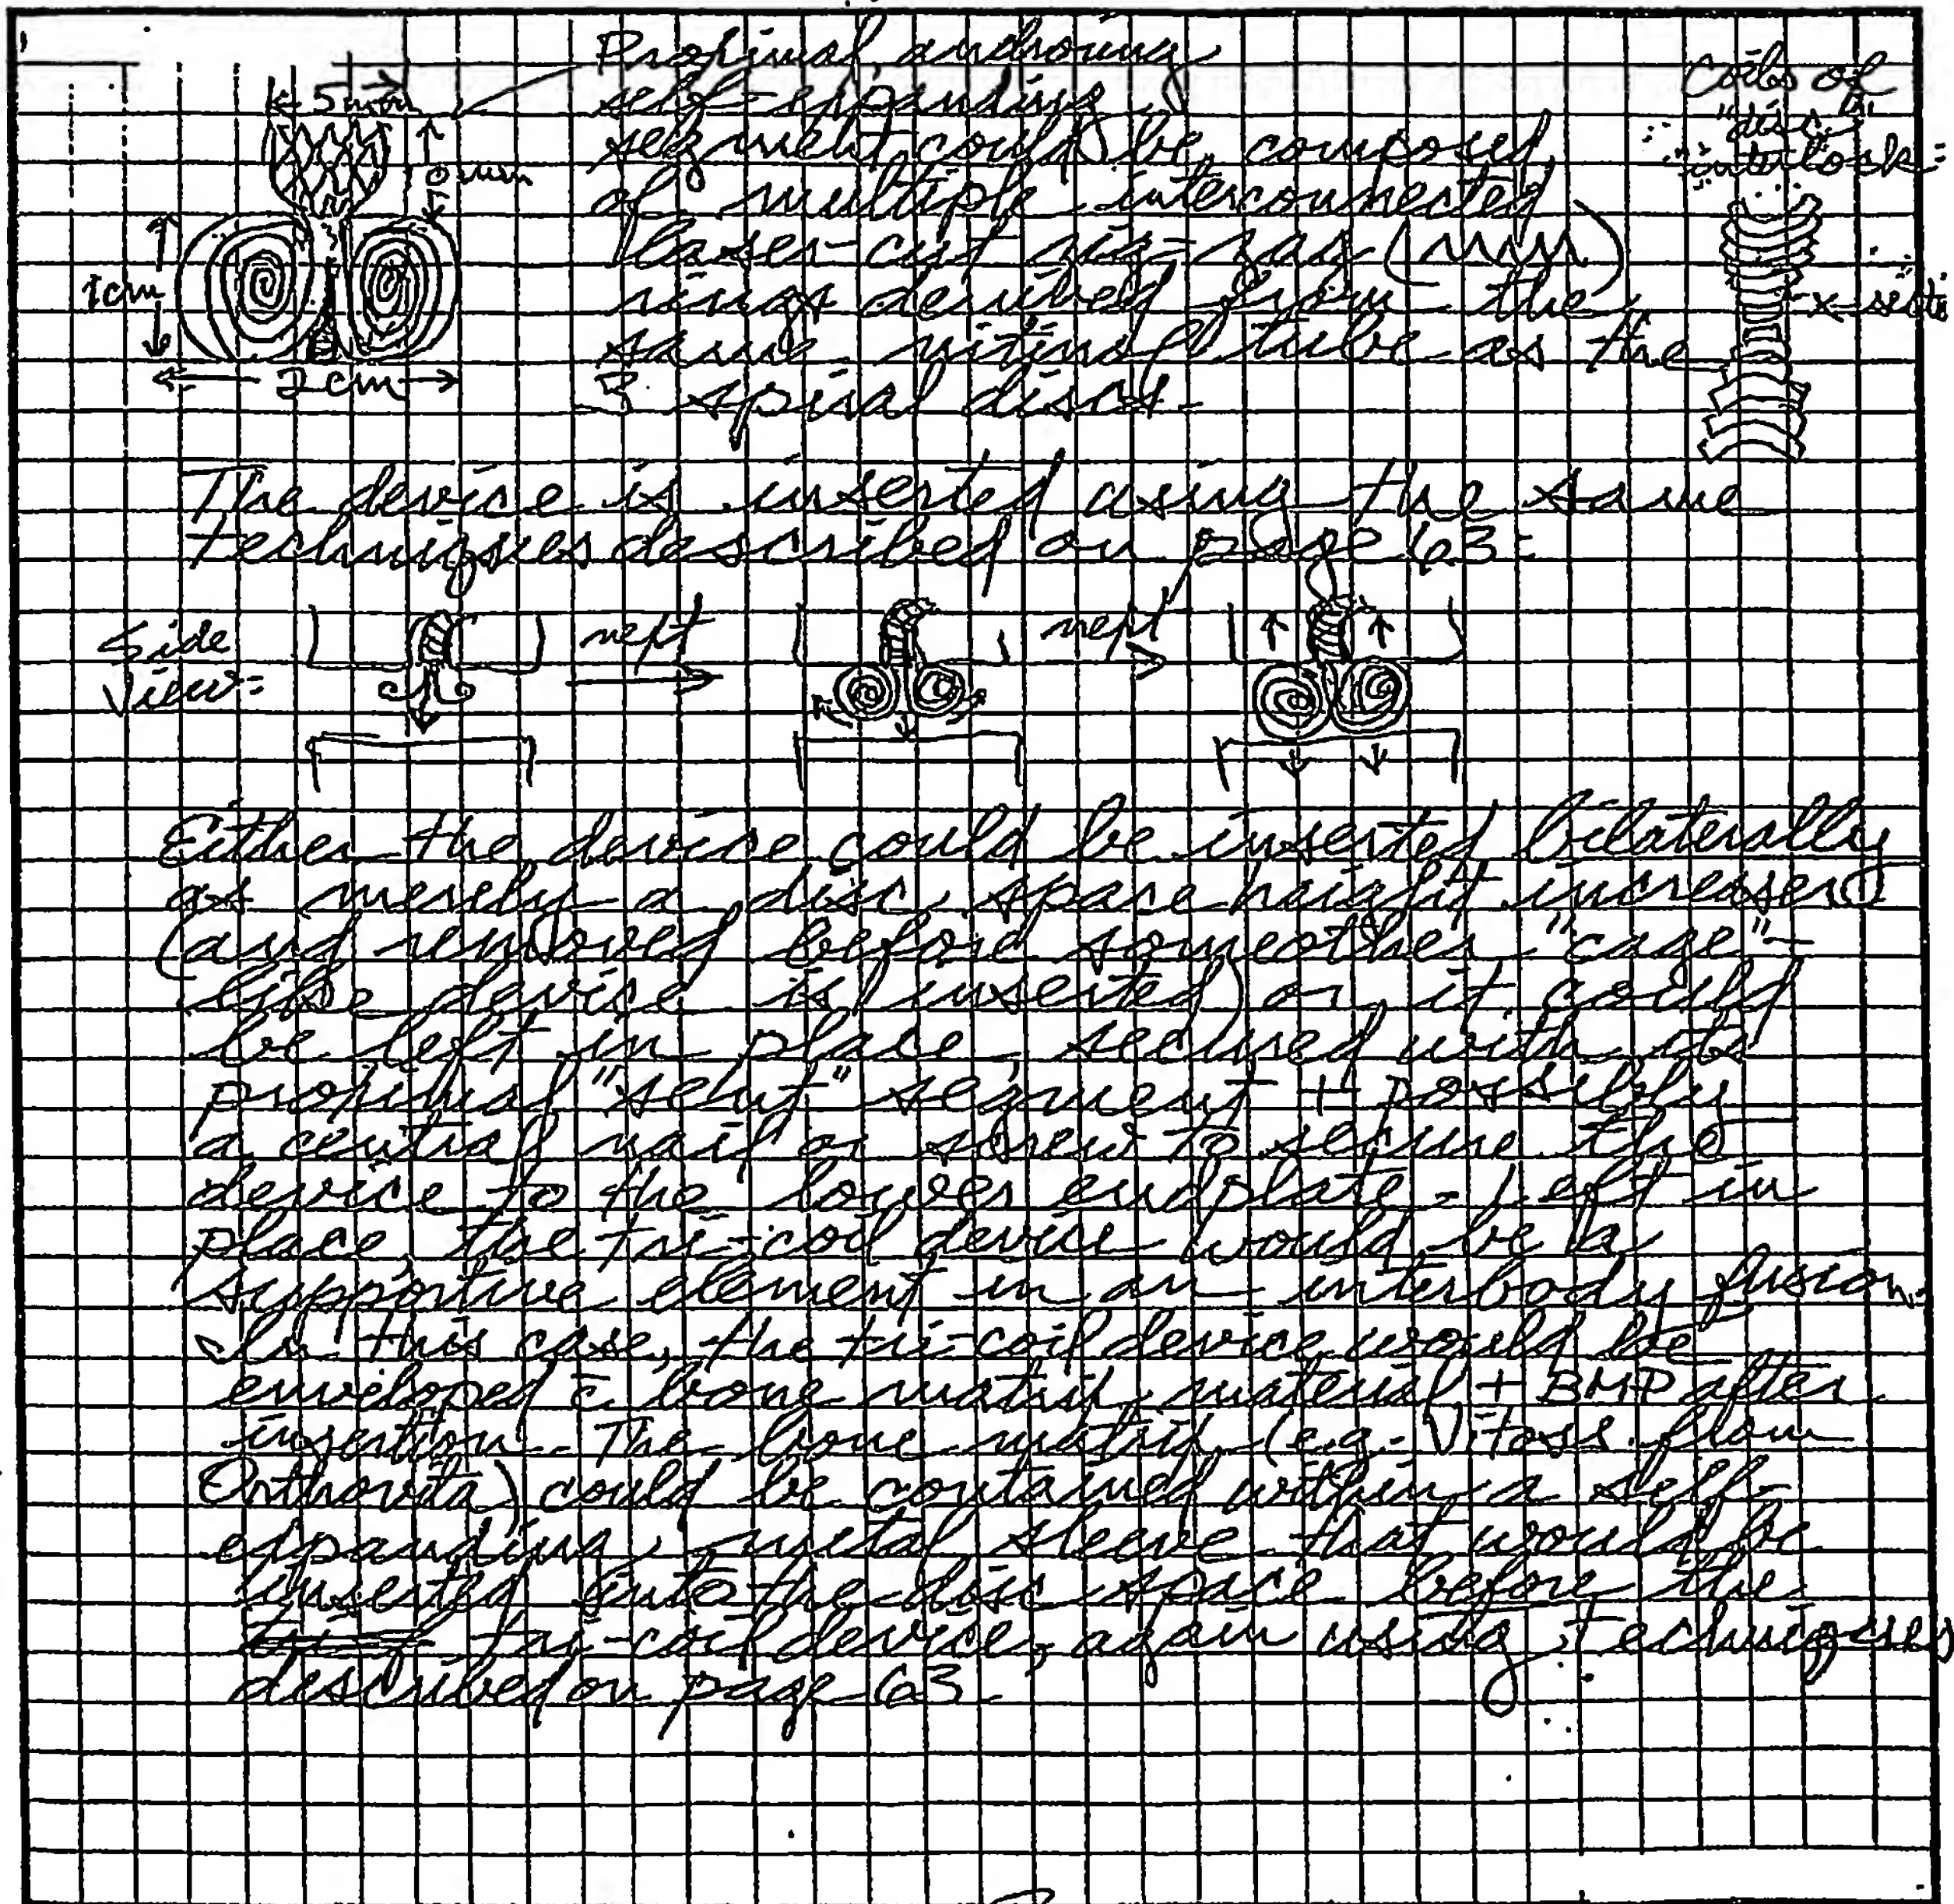 Proximal, anchoring
self-expanding
segment could be composed
of multiple interconnected
laser-cut zig-zag (MM)
rings derived from the
same nitinol tube as the
3 spiral discs.
5mm
10mm
1cm
2cm
Coils of
"disc"
interlock:
x-secti
The device is inserted using the same
techniques described on page 63:
Side
View:
next
next
Either the device could be inserted bilaterally
as merely a disc space height increaser
(and removed before someother "cage"-
like device is inserted) or it could
be left in place, secured with its
proximal "stent" segment + possibly
a central nail or screw to secure the
device to the lower endplate. Left in
place, the tri-coil device would be a
supportive element in an interbody fusion.
In this case, the tri-coil device would be
enveloped c̄ bone matrix material + BMP after
insertion. The bone matrix (e.g. Vitoss from
Orthovita) could be contained within a self-
expanding, metal sleeve that would be
inserted into the disc space before the
tri-coil device, again using techniques
described on page 63.